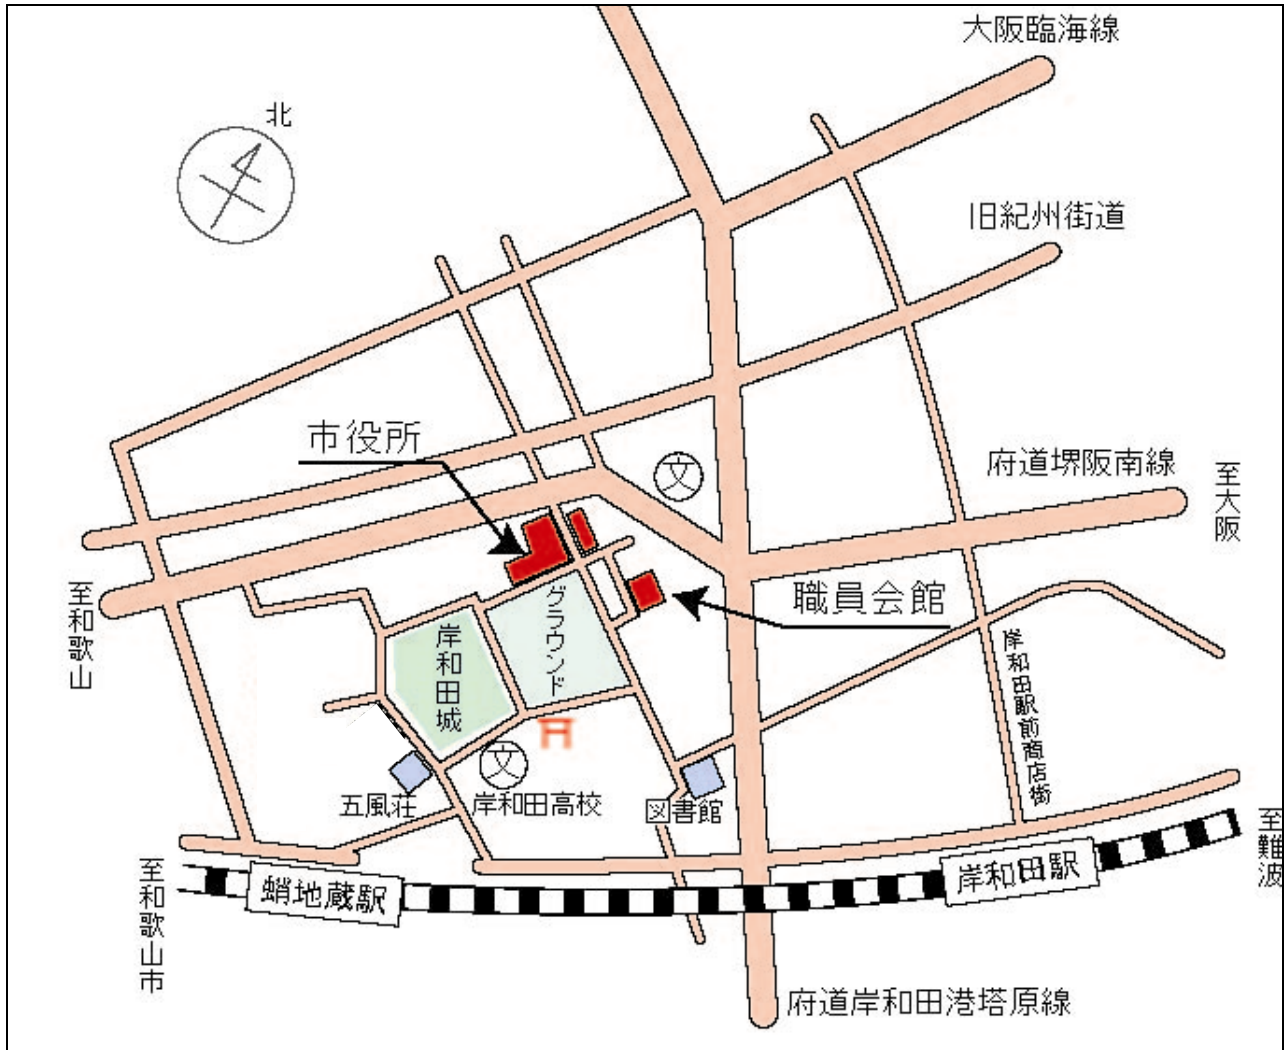 大阪臨海線
北
旧紀州街道
市役所
文
府道堺阪南線
至大阪
至和歌山
職員会館
グラウンド
岸和田城
岸和田駅前商店街
文
五風荘
岸和田高校
図書館
至難波
至和歌山市
蛸地蔵駅
岸和田駅
府道岸和田港塔原線